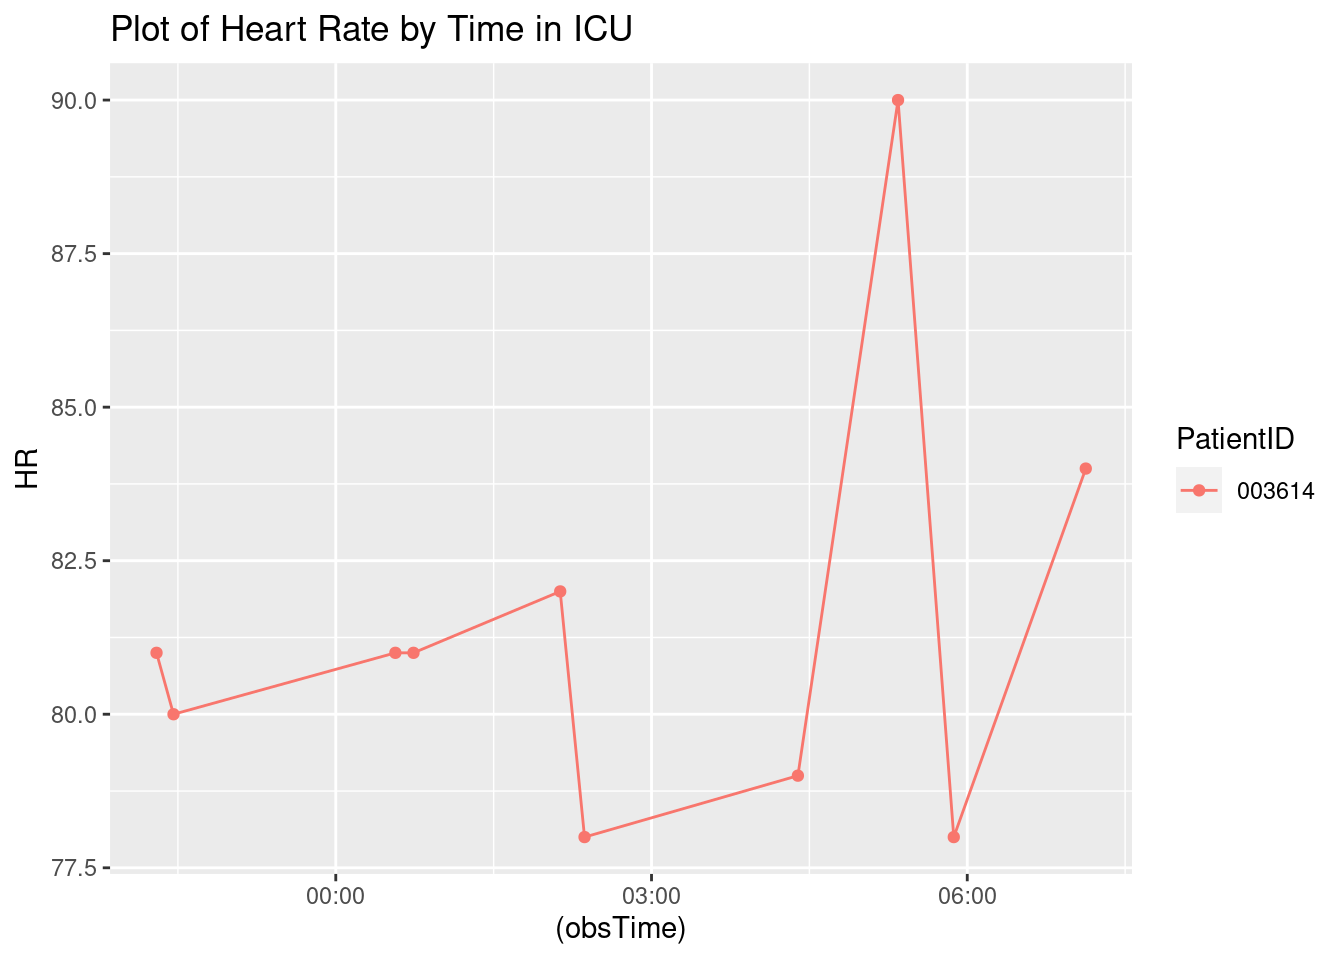 Plot of Heart Rate by Time in ICU
90.0
87.5
85.0
82.5
80.0
77.5
HR
00:00
03:00
06:00
(obsTime)
PatientID
003614